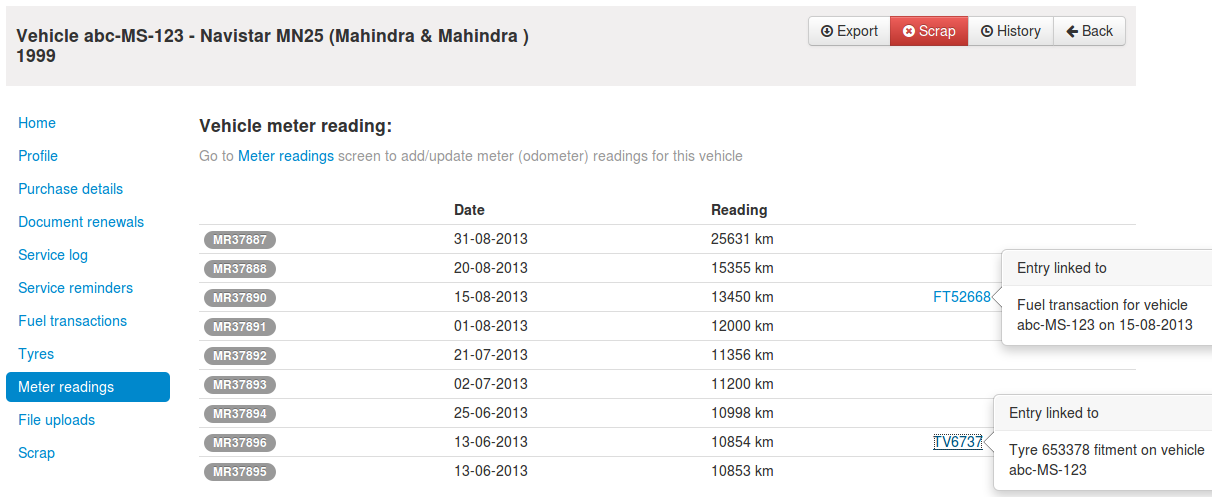 Vehicle abc-MS-123 - Navistar MN25 (Mahindra & Mahindra )
1999
Export Scrap History Back
Home
Profile
Purchase details
Document renewals
Service log
Service reminders
Fuel transactions
Tyres
Meter readings
File uploads
Scrap
Vehicle meter reading:
Go to Meter readings screen to add/update meter (odometer) readings for this vehicle
Date Reading
MR37887 31-08-2013 25631 km
MR37888 20-08-2013 15355 km
MR37890 15-08-2013 13450 km FT52668
MR37891 01-08-2013 12000 km
MR37892 21-07-2013 11356 km
MR37893 02-07-2013 11200 km
MR37894 25-06-2013 10998 km
MR37896 13-06-2013 10854 km TV6737
MR37895 13-06-2013 10853 km
Entry linked to
Fuel transaction for vehicle
abc-MS-123 on 15-08-2013
Entry linked to
Tyre 653378 fitment on vehicle
abc-MS-123